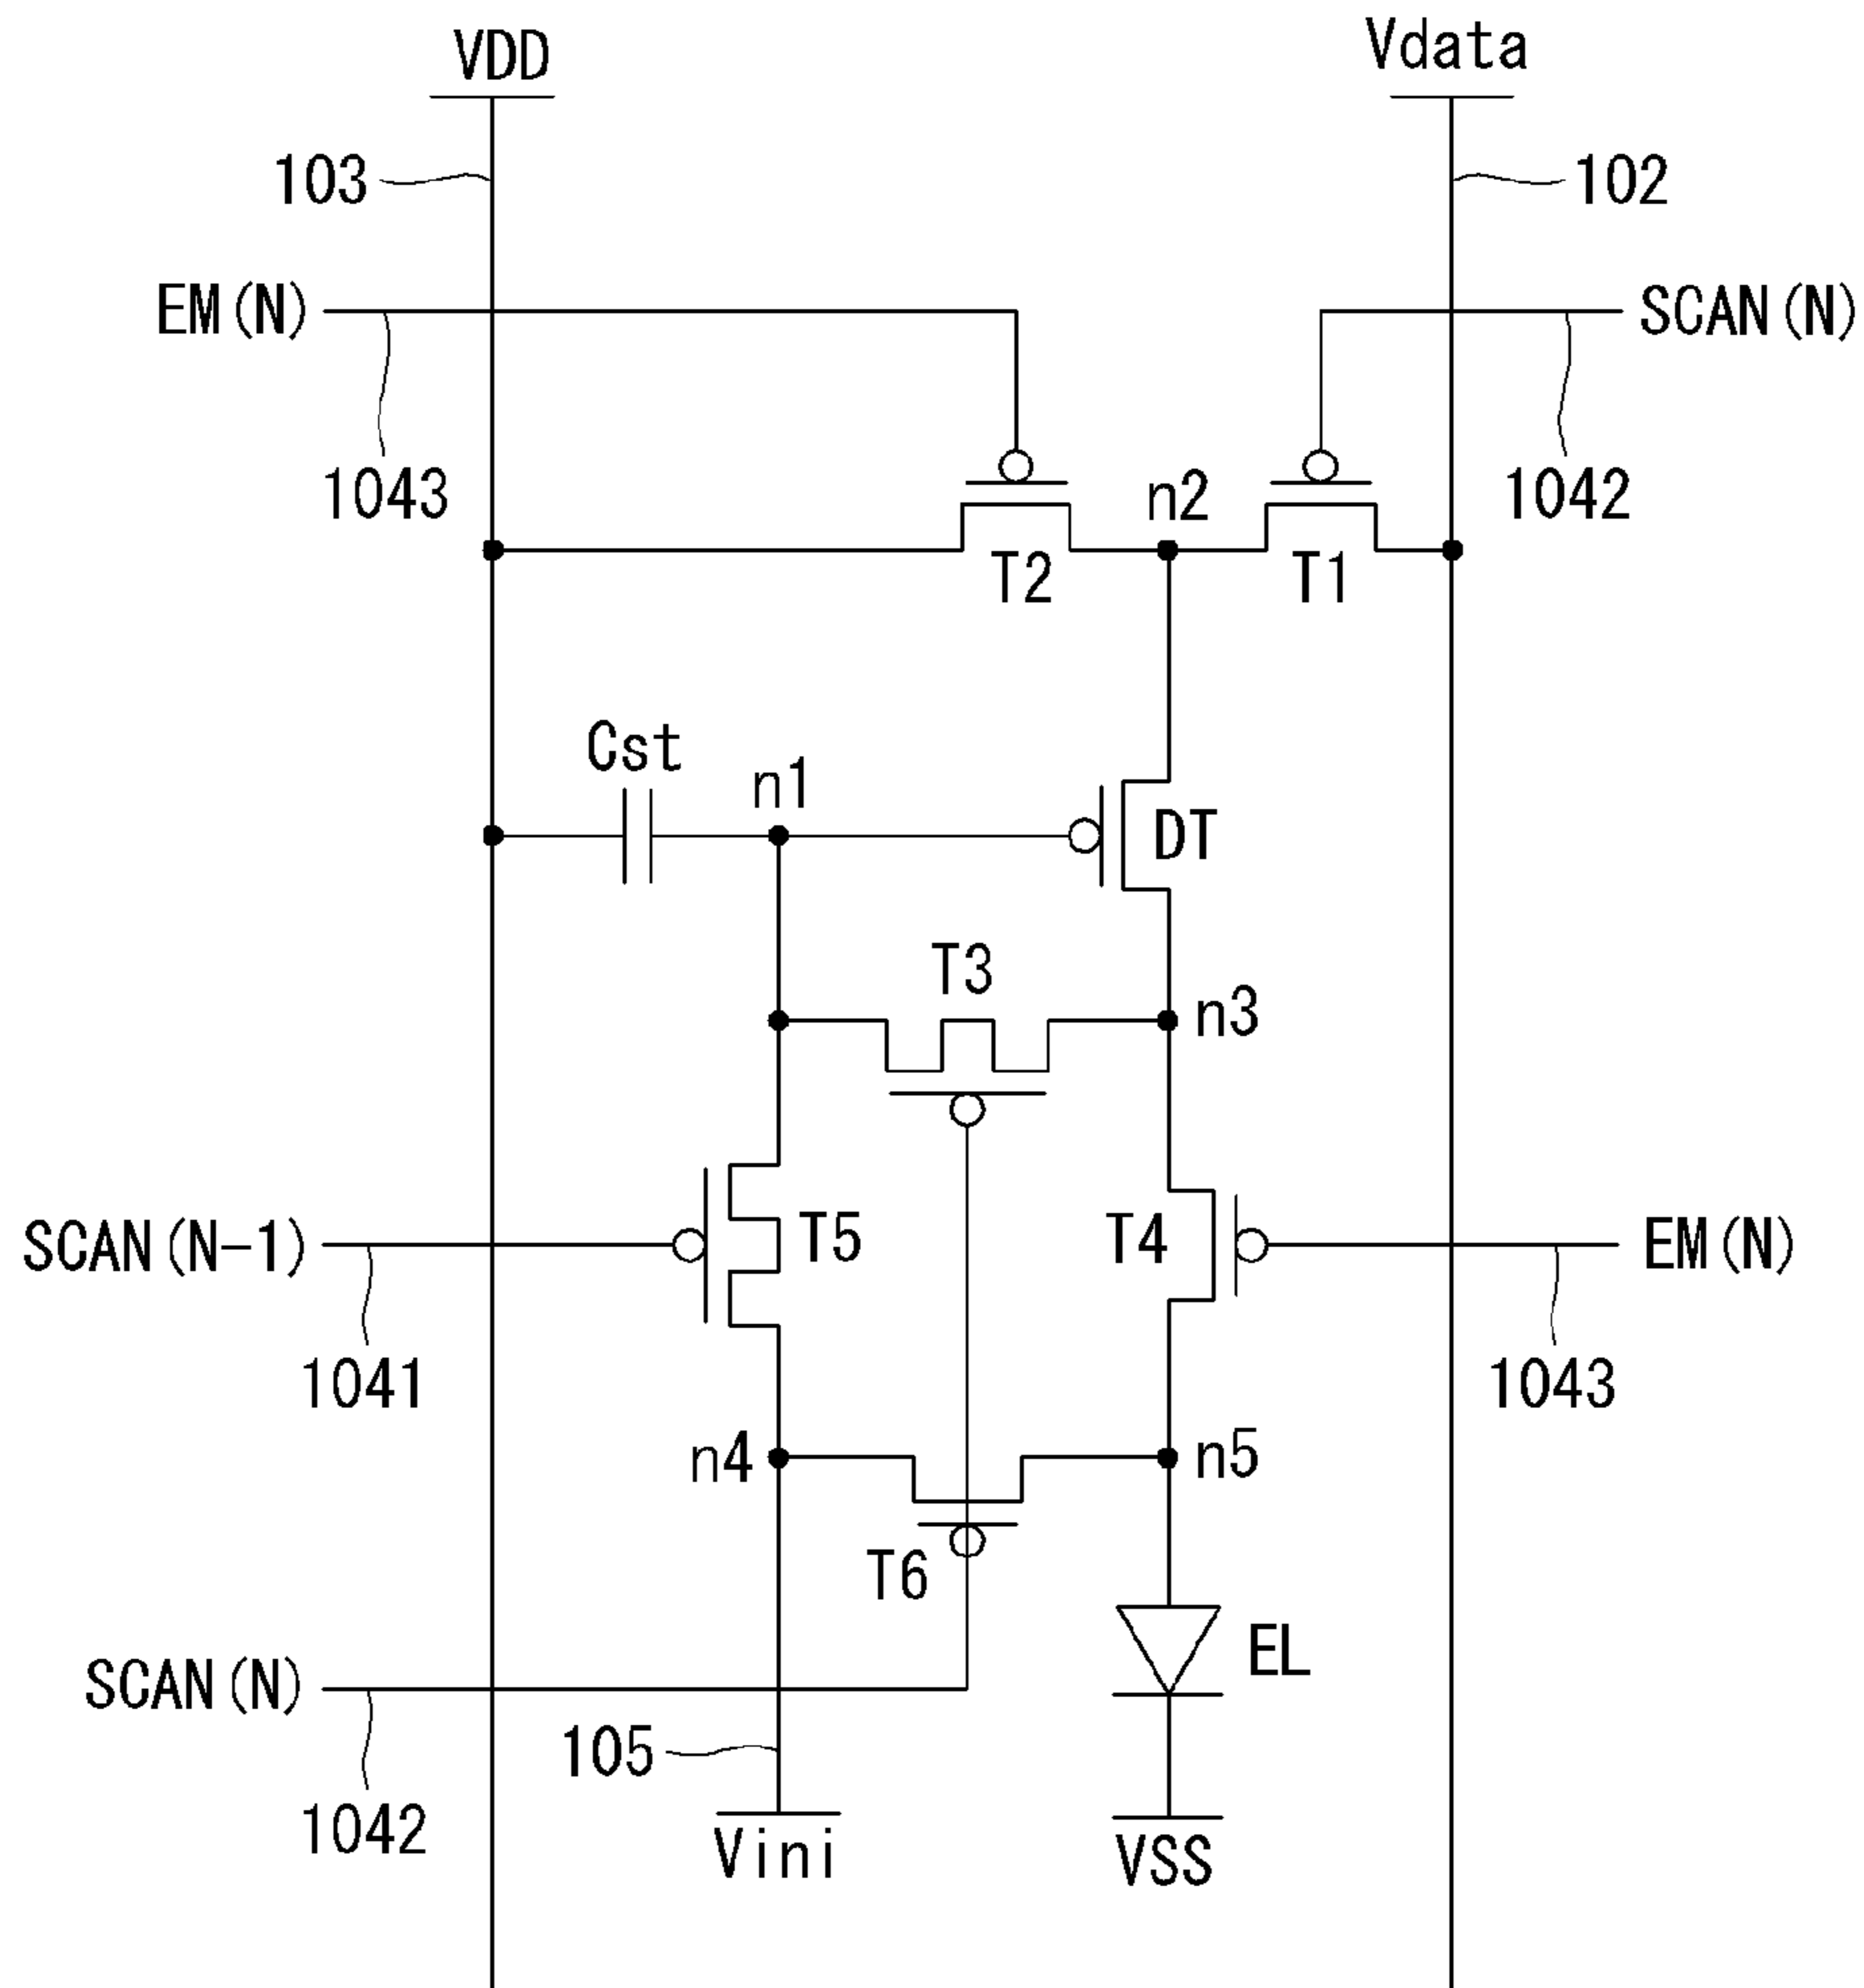 VDD
Vdata
103
102
EM(N)
SCAN(N)
1043
n2
1042
T2
T1
Cst
n1
DT
T3
n3
SCAN(N-1)
T5
T4
EM(N)
1041
1043
n4
n5
T6
EL
SCAN(N)
105
1042
Vini
VSS